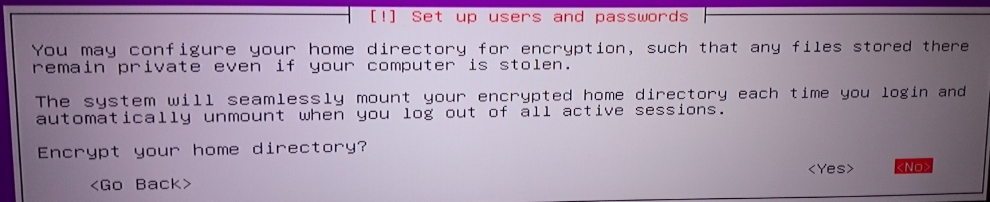 [!] Set up users and passwords
You may configure your home directory for encryption, such that any files stored there
remain private even if your computer is stolen.
The system will seamlessly mount your encrypted home directory each time you login and
automatically unmount when you log out of all active sessions.
Encrypt your home directory?
<Yes> <No>
<Go Back>